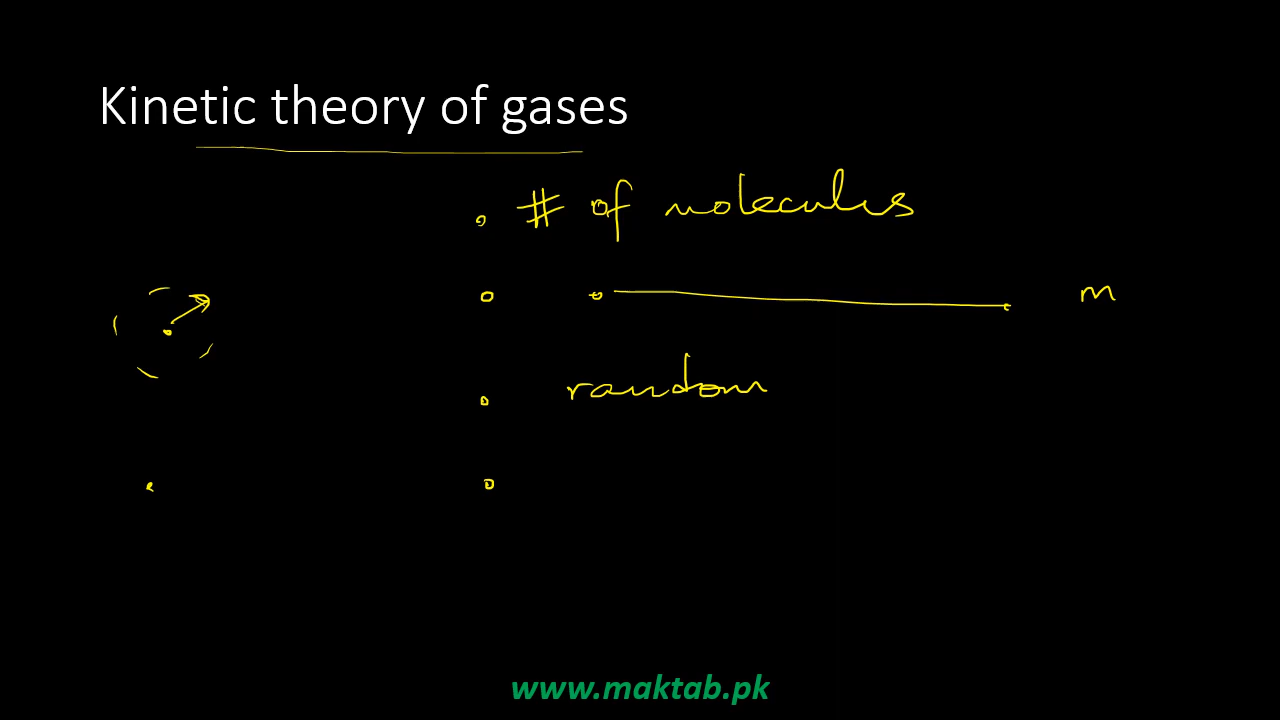 Kinetic theory of gases
# of molecules
m
random
www.maktab.pk